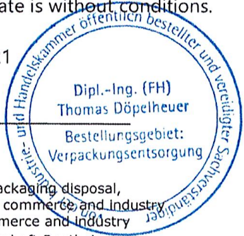 ate is without conditions.
1
Industrie- und Handelskammer öffentlich bestellter und vereidigter Sachverständiger
Dipl.-Ing. (FH)
Thomas Döpelheuer
Bestellungsgebiet:
Verpackungsentsorgung
ackaging disposal,
commerce and industry
merce and industry